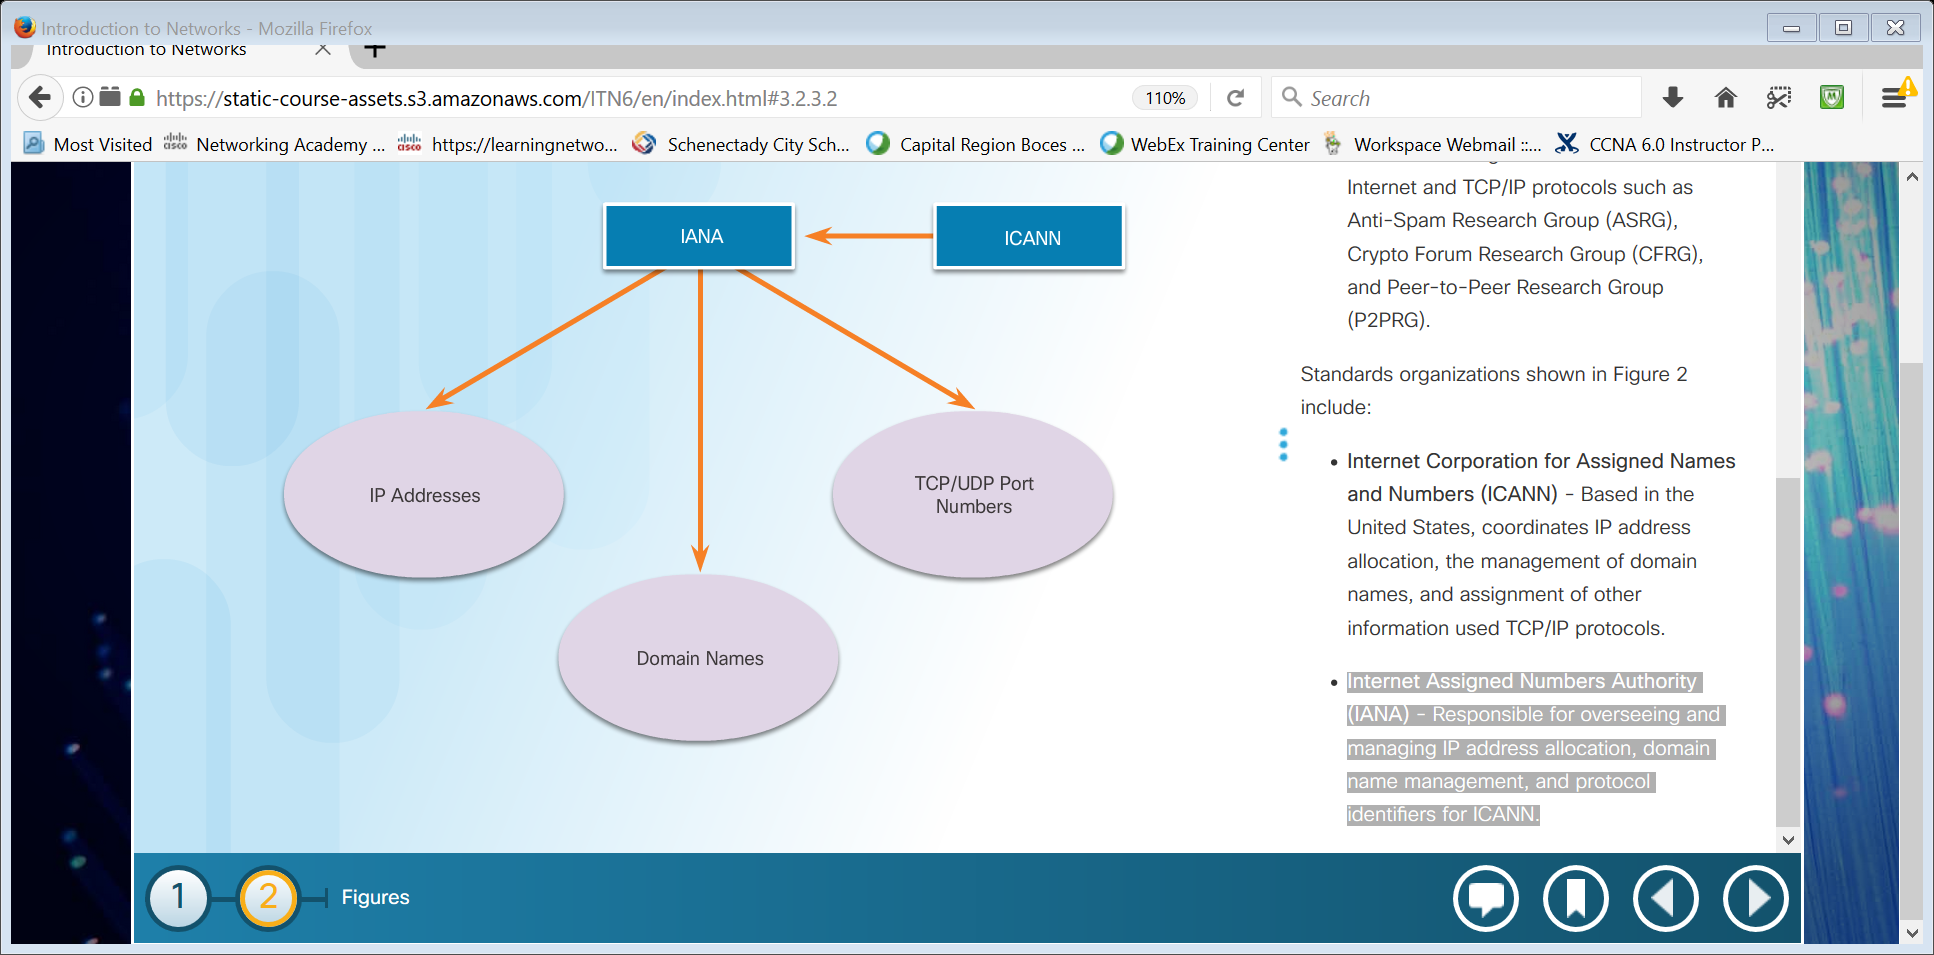 Introduction to Networks - Mozilla Firefox
Introduction to Networks
https://static-course-assets.s3.amazonaws.com/ITN6/en/index.html#3.2.3.2
110%
Search
Most Visited
Networking Academy ...
https://learningnetwo...
Schenectady City Sch...
Capital Region Boces ...
WebEx Training Center
Workspace Webmail ::...
CCNA 6.0 Instructor P...
IANA
ICANN
IP Addresses
TCP/UDP Port
Numbers
Domain Names
Internet and TCP/IP protocols such as
Anti-Spam Research Group (ASRG),
Crypto Forum Research Group (CFRG),
and Peer-to-Peer Research Group
(P2PRG).
Standards organizations shown in Figure 2
include:
• Internet Corporation for Assigned Names
and Numbers (ICANN) - Based in the
United States, coordinates IP address
allocation, the management of domain
names, and assignment of other
information used TCP/IP protocols.
• Internet Assigned Numbers Authority
(IANA) - Responsible for overseeing and
managing IP address allocation, domain
name management, and protocol
identifiers for ICANN.
1
2
Figures